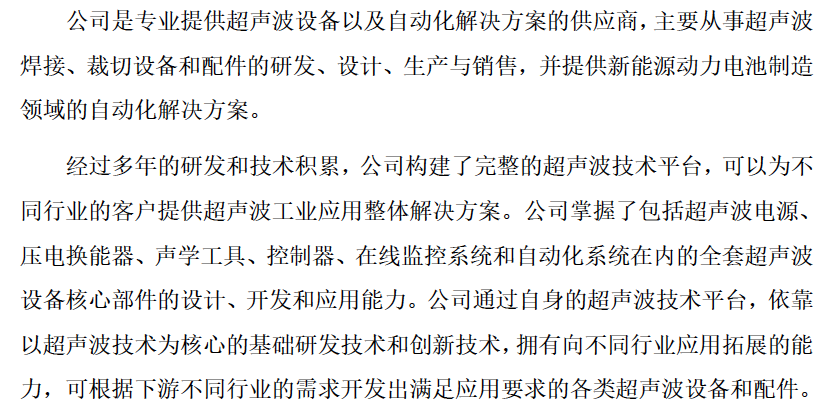 公司是专业提供超声波设备以及自动化解决方案的供应商，主要从事超声波
焊接、裁切设备和配件的研发、设计、生产与销售，并提供新能源动力电池制造
领域的自动化解决方案。
经过多年的研发和技术积累，公司构建了完整的超声波技术平台，可以为不
同行业的客户提供超声波工业应用整体解决方案。公司掌握了包括超声波电源、
压电换能器、声学工具、控制器、在线监控系统和自动化系统在内的全套超声波
设备核心部件的设计、开发和应用能力。公司通过自身的超声波技术平台，依靠
以超声波技术为核心的基础研发技术和创新技术，拥有向不同行业应用拓展的能
力，可根据下游不同行业的需求开发出满足应用要求的各类超声波设备和配件。